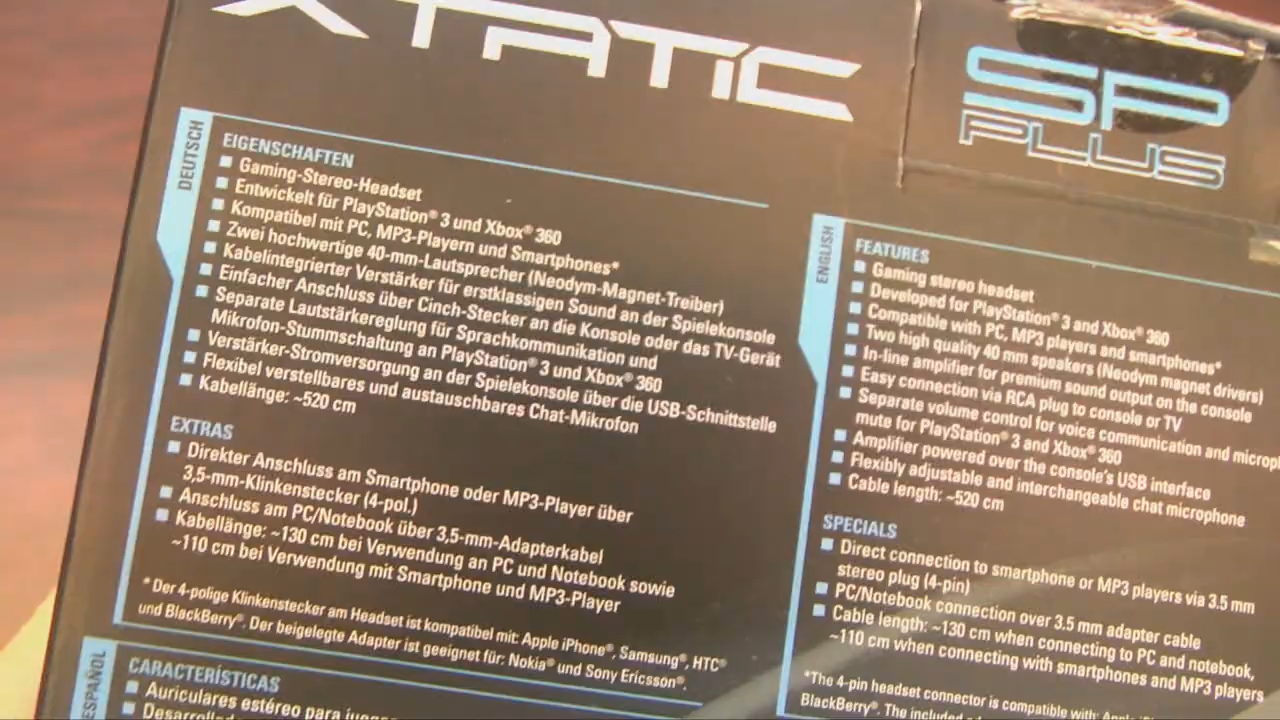 XTATIC
SP
PLUS
DEUTSCH
EIGENSCHAFTEN
Gaming-Stereo-Headset
Entwickelt für PlayStation® 3 und Xbox® 360
Kompatibel mit PC, MP3-Playern und Smartphones*
Zwei hochwertige 40-mm-Lautsprecher (Neodym-Magnet-Treiber)
Kabelintegrierter Verstärker für erstklassigen Sound an der Spielekonsole
Einfacher Anschluss über Cinch-Stecker an die Konsole oder das TV-Gerät
Separate Lautstärkereglung für Sprachkommunikation und
Mikrofon-Stummschaltung an PlayStation® 3 und Xbox® 360
Verstärker-Stromversorgung an der Spielekonsole über die USB-Schnittstelle
Flexibel verstellbares und austauschbares Chat-Mikrofon
Kabellänge: ~520 cm
EXTRAS
Direkter Anschluss am Smartphone oder MP3-Player über
3,5-mm-Klinkenstecker (4-pol.)
Anschluss am PC/Notebook über 3,5-mm-Adapterkabel
Kabellänge: ~130 cm bei Verwendung an PC und Notebook sowie
~110 cm bei Verwendung mit Smartphone und MP3-Player
* Der 4-polige Klinkenstecker am Headset ist kompatibel mit: Apple iPhone®, Samsung®, HTC®
und BlackBerry®. Der beigelegte Adapter ist geeignet für: Nokia® und Sony Ericsson®.
ESPAÑOL
CARACTERÍSTICAS
Auriculares estéreo para
ENGLISH
FEATURES
Gaming stereo headset
Developed for PlayStation® 3 and Xbox® 360
Compatible with PC, MP3 players and smartphones*
Two high quality 40 mm speakers (Neodym magnet drivers)
In-line amplifier for premium sound output on the console
Easy connection via RCA plug to console or TV
Separate volume control for voice communication and
mute for PlayStation® 3 and Xbox® 360
Amplifier powered over the console's USB interface
Flexibly adjustable and interchangeable chat microphone
Cable length: ~520 cm
SPECIALS
Direct connection to smartphone or MP3 players via 3.5 mm
stereo plug (4-pin)
PC/Notebook connection over 3.5 mm adapter cable
Cable length: ~130 cm when connecting to PC and notebook,
~110 cm when connecting with smartphones and MP3 players
*The 4-pin headset connector is compatible with:
BlackBerry®. The included